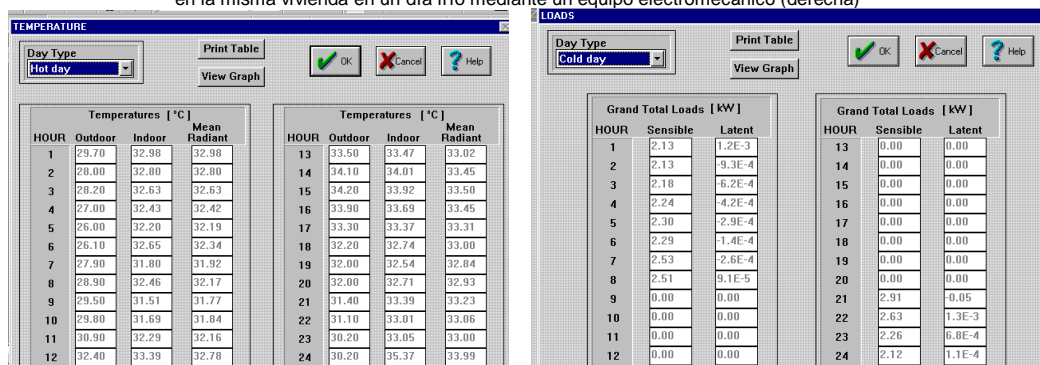 en la misma vivienda en un día frío mediante un equipo electromecánico (derecha)
TEMPERATURE
Day Type
Hot day
Print Table
View Graph
OK
Cancel
Help
Temperatures [°C]
HOUR Outdoor Indoor Mean Radiant
1 29.70 32.98 32.98
2 28.00 32.80 32.80
3 28.20 32.63 32.63
4 27.00 32.43 32.42
5 26.00 32.20 32.19
6 26.10 32.65 32.34
7 27.90 31.80 31.92
8 28.90 32.46 32.17
9 29.50 31.51 31.77
10 29.80 31.69 31.84
11 30.90 32.29 32.16
12 32.40 33.39 32.78
Temperatures [°C]
HOUR Outdoor Indoor Mean Radiant
13 33.50 33.47 33.02
14 34.10 34.01 33.45
15 34.20 33.92 33.50
16 33.90 33.69 33.45
17 33.30 33.37 33.31
18 32.20 32.74 33.00
19 32.00 32.54 32.84
20 32.00 32.71 32.93
21 31.40 33.39 33.23
22 31.10 33.01 33.06
23 30.20 33.05 33.00
24 30.20 35.37 33.99
LOADS
Day Type
Cold day
Print Table
View Graph
OK
Cancel
Help
Grand Total Loads [kW]
HOUR Sensible Latent
1 2.13 1.2E-3
2 2.13 -9.3E-4
3 2.18 -6.2E-4
4 2.24 -4.2E-4
5 2.30 -2.9E-4
6 2.29 -1.4E-4
7 2.53 -2.6E-4
8 2.51 9.1E-5
9 0.00 0.00
10 0.00 0.00
11 0.00 0.00
12 0.00 0.00
Grand Total Loads [kW]
HOUR Sensible Latent
13 0.00 0.00
14 0.00 0.00
15 0.00 0.00
16 0.00 0.00
17 0.00 0.00
18 0.00 0.00
19 0.00 0.00
20 0.00 0.00
21 2.91 -0.05
22 2.63 1.3E-3
23 2.26 6.8E-4
24 2.12 1.1E-4